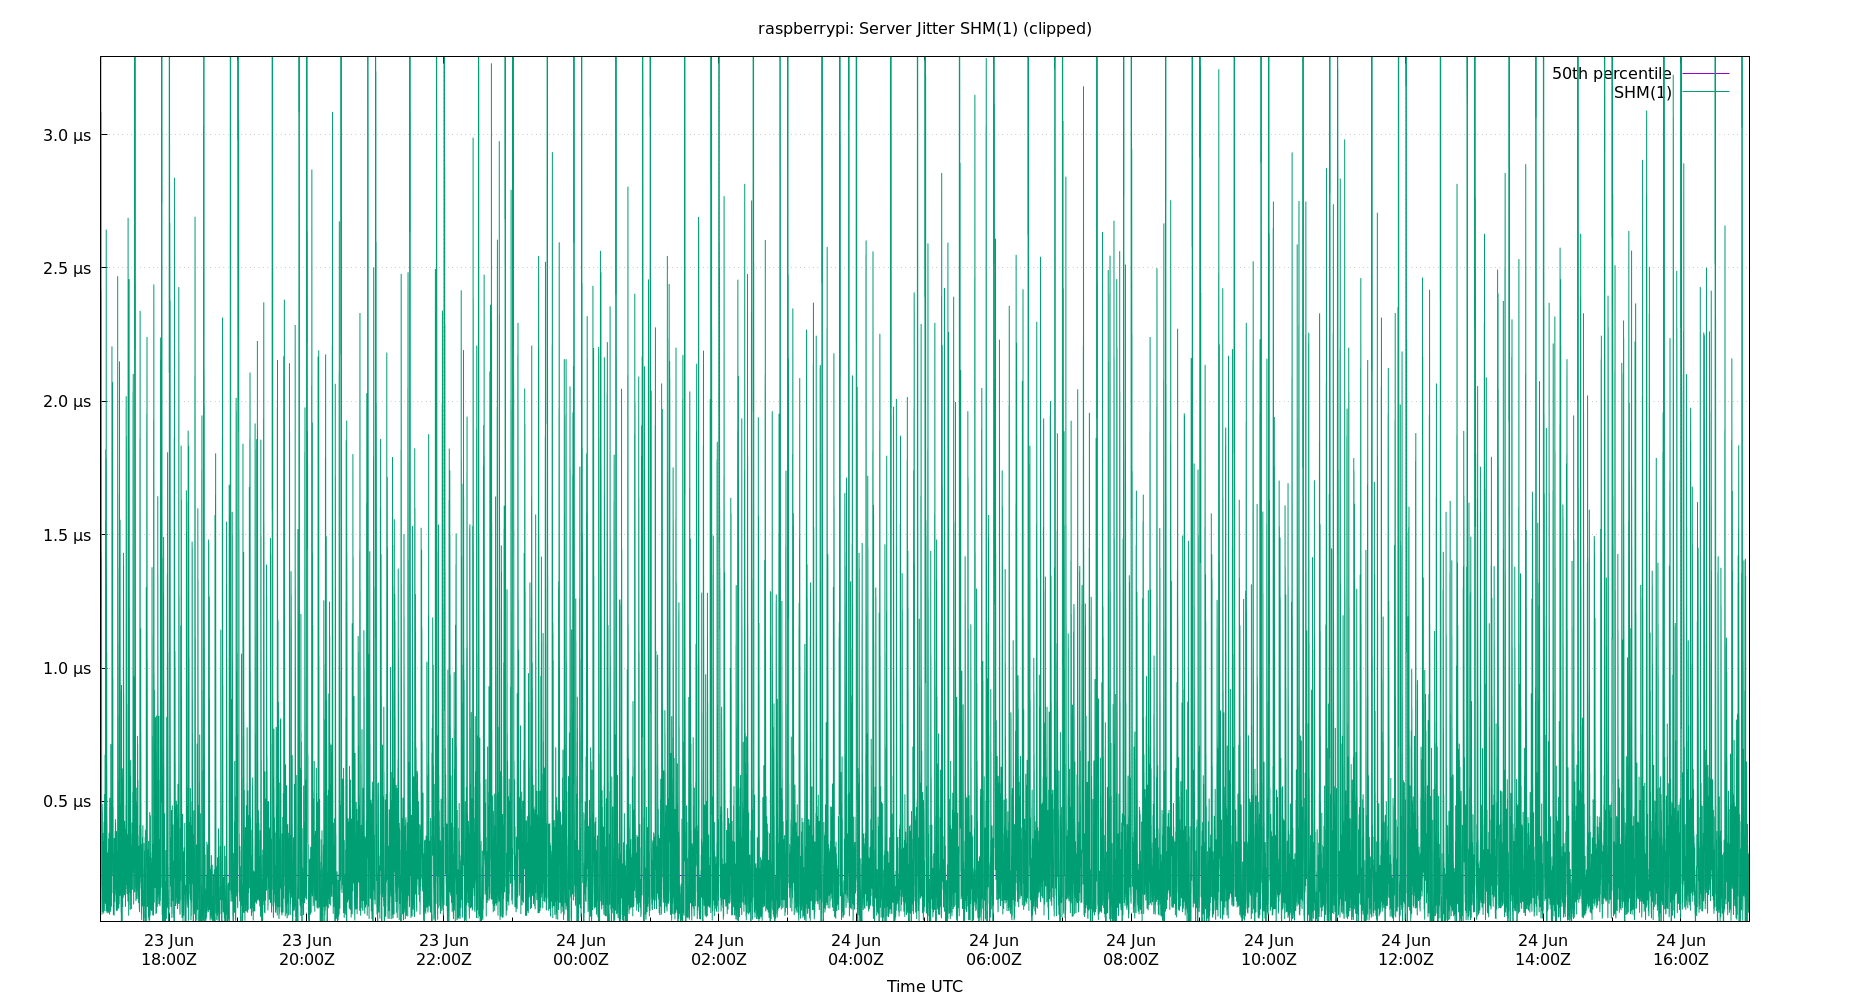 raspberrypi: Server Jitter SHM(1) (clipped)
50th percentile
SHM(1)
3.0 µs
2.5 µs
2.0 µs
1.5 µs
1.0 µs
0.5 µs
23 Jun 23 Jun 23 Jun 24 Jun 24 Jun 24 Jun 24 Jun 24 Jun 24 Jun 24 Jun 24 Jun 24 Jun
18:00Z 20:00Z 22:00Z 00:00Z 02:00Z 04:00Z 06:00Z 08:00Z 10:00Z 12:00Z 14:00Z 16:00Z
Time UTC